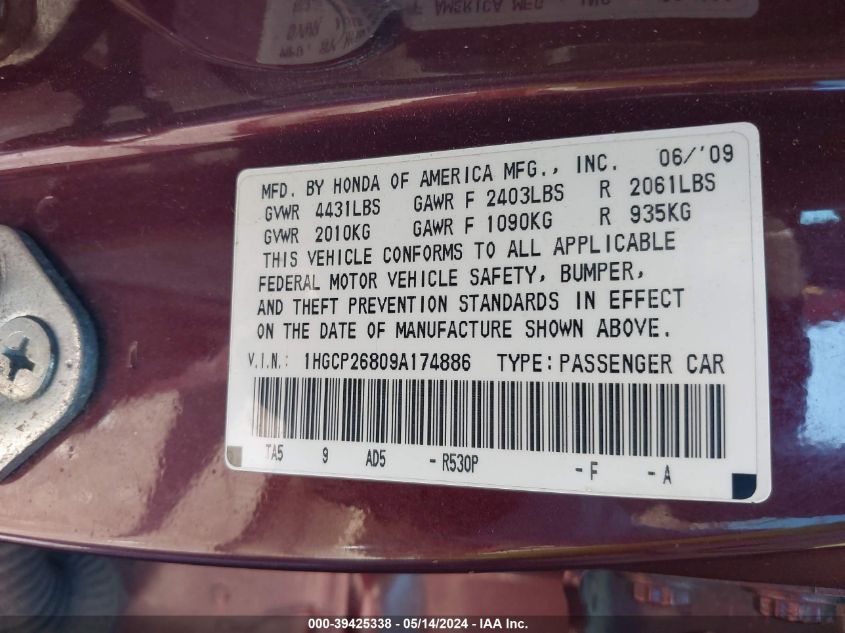 MFD. BY HONDA OF AMERICA MFG., INC. 06/'09
GVWR 4431LBS GAWR F 2403LBS R 2061LBS
GVWR 2010KG GAWR F 1090KG R 935KG
THIS VEHICLE CONFORMS TO ALL APPLICABLE
FEDERAL MOTOR VEHICLE SAFETY, BUMPER,
AND THEFT PREVENTION STANDARDS IN EFFECT
ON THE DATE OF MANUFACTURE SHOWN ABOVE.
V.I.N.: 1HGCP26809A174886 TYPE: PASSENGER CAR
TA5 9 AD5 - R530P - F - A
000-39425338 - 05/14/2024 - IAA Inc.